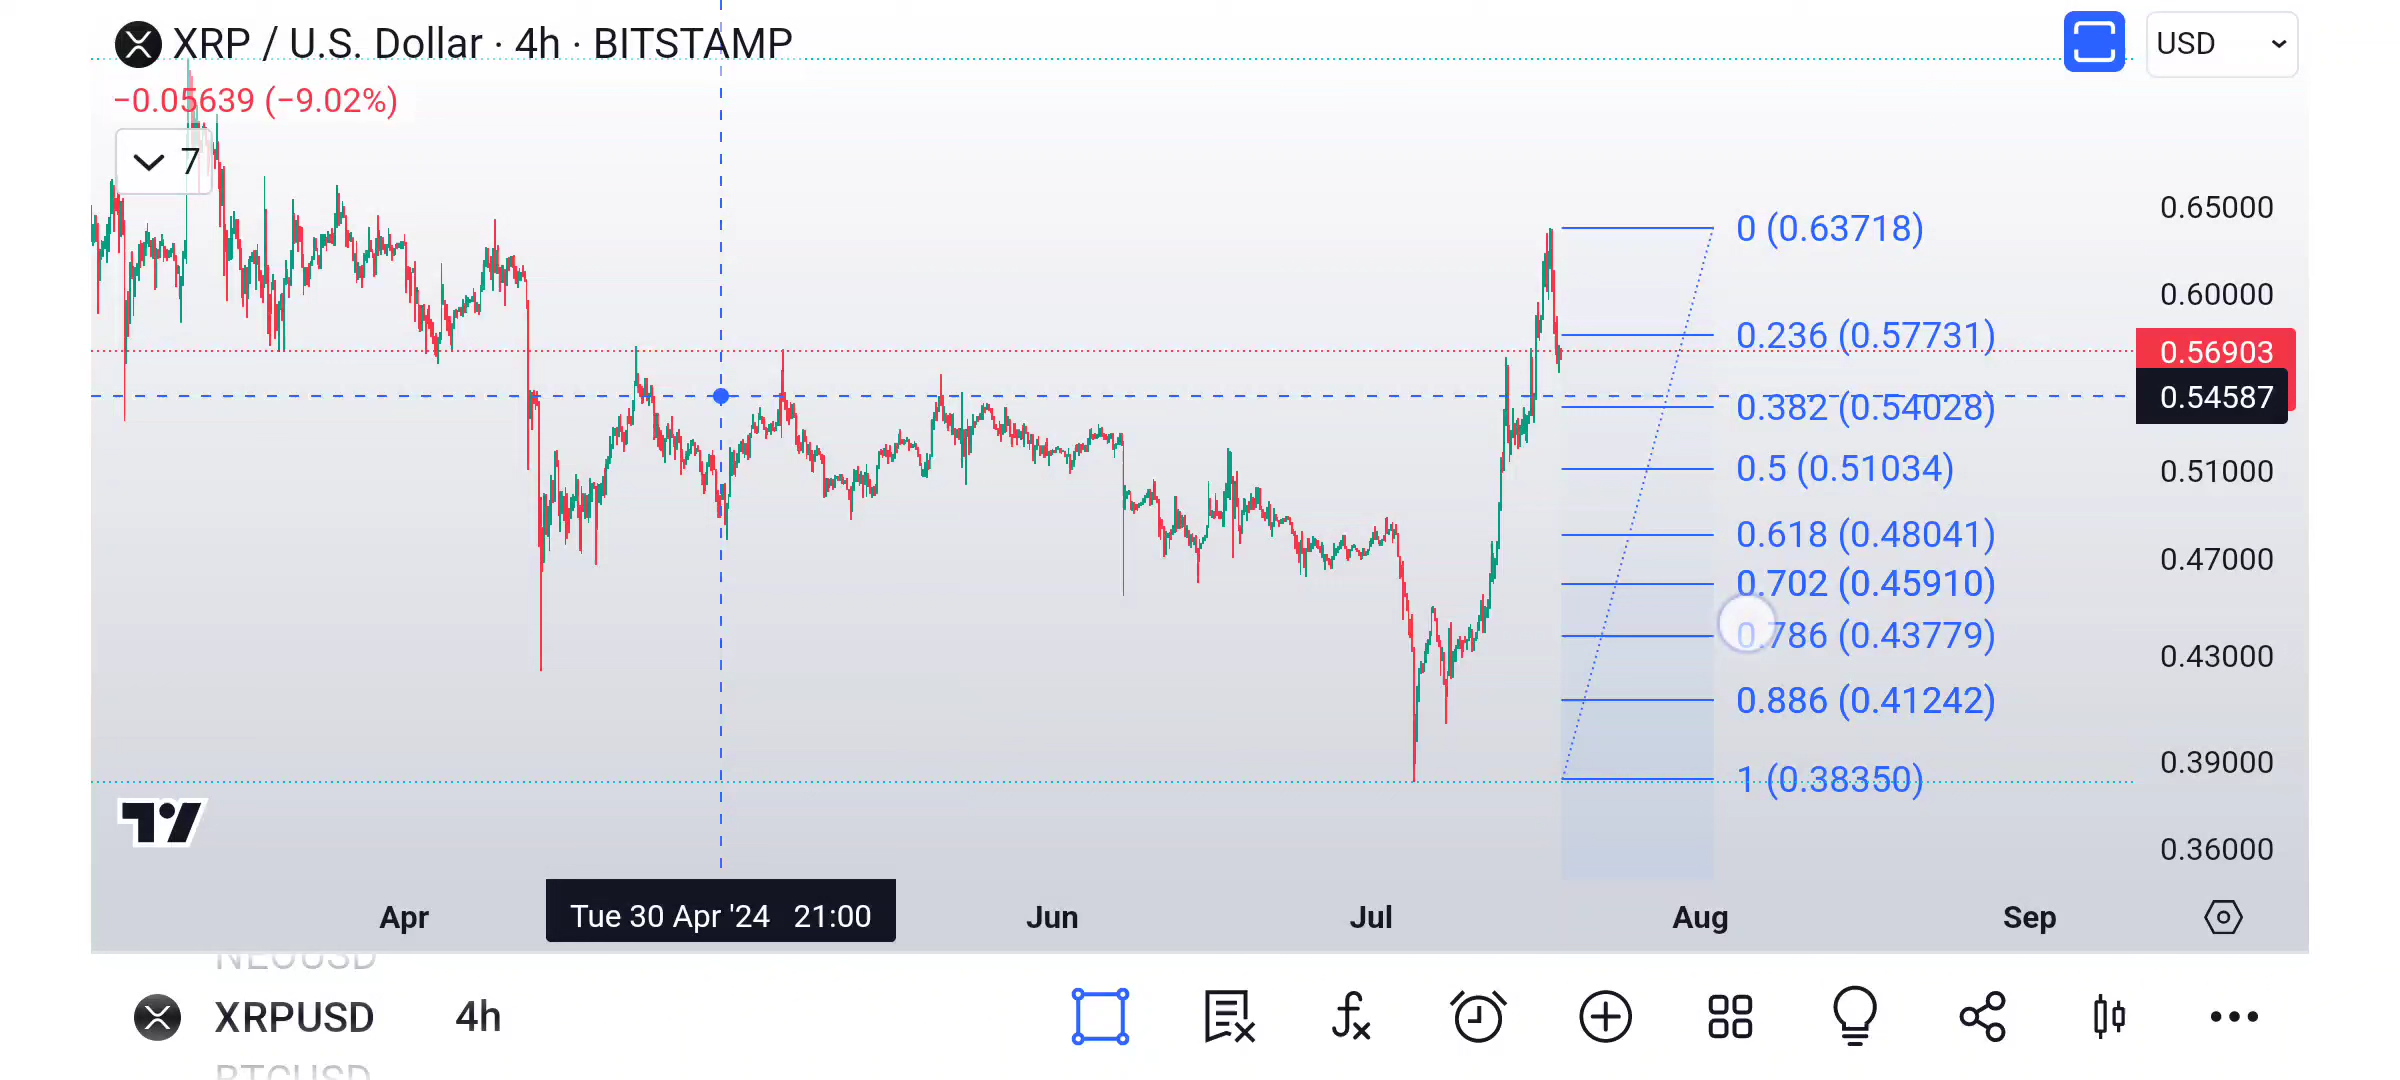 XRP / U.S. Dollar · 4h · BITSTAMP
USD
−0.05639 (−9.02%)
7
0.65000
0 (0.63718)
0.60000
0.236 (0.57731)
0.56903
0.54587
0.382 (0.54028)
0.5 (0.51034)
0.51000
0.618 (0.48041)
0.47000
0.702 (0.45910)
0.786 (0.43779)
0.43000
0.886 (0.41242)
0.39000
1 (0.38350)
0.36000
Apr
Tue 30 Apr '24 21:00
Jun
Jul
Aug
Sep
NEOUSD
XRPUSD 4h
BTCUSD